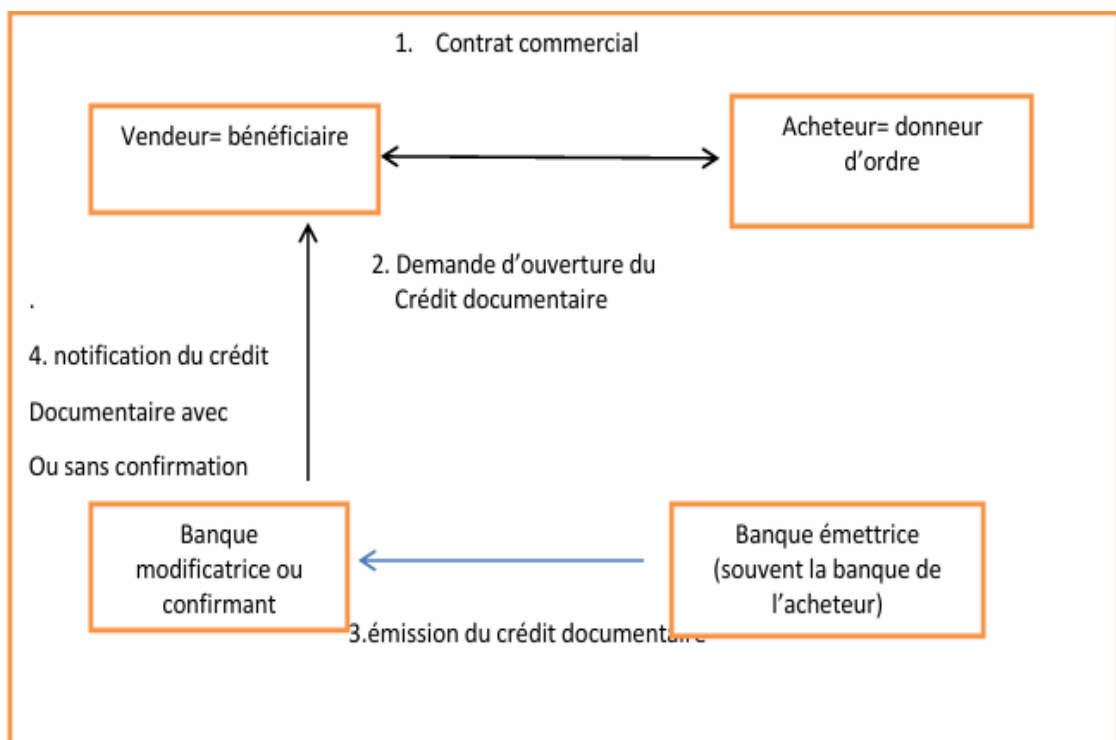 1. Contrat commercial
Vendeur= bénéficiaire
Acheteur= donneur
d’ordre
2. Demande d’ouverture du
Crédit documentaire
.
4. notification du crédit
Documentaire avec
Ou sans confirmation
Banque
modificatrice ou
confirmant
Banque émettrice
(souvent la banque de
l’acheteur)
3.émission du crédit documentaire